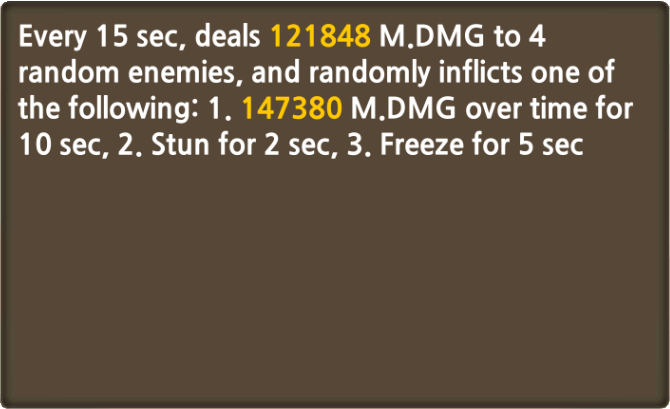 Every 15 sec, deals 121848 M.DMG to 4
random enemies, and randomly inflicts one of
the following: 1. 147380 M.DMG over time for
10 sec, 2. Stun for 2 sec, 3. Freeze for 5 sec